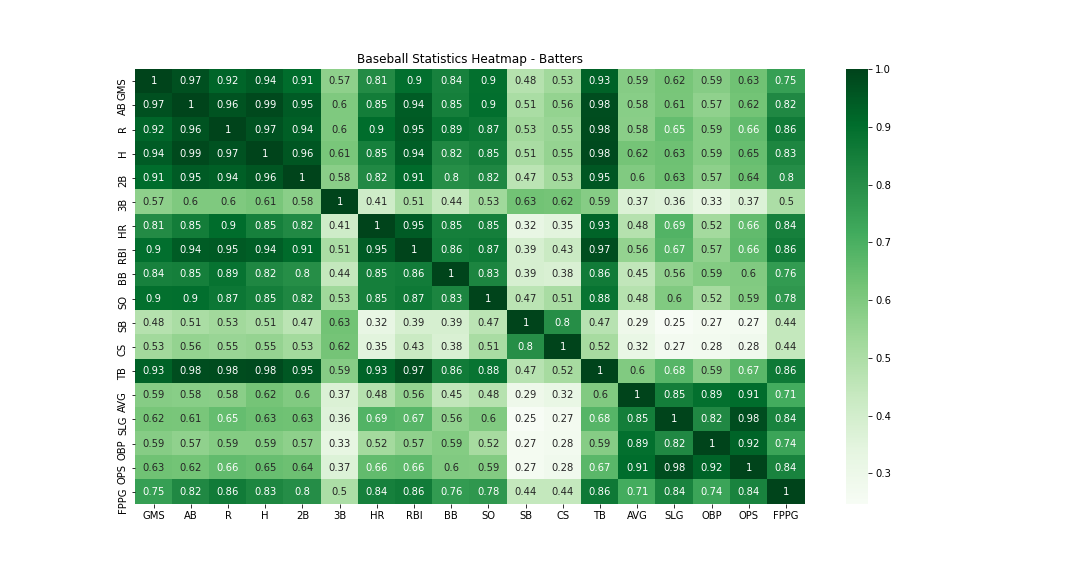 Baseball Statistics Heatmap - Batters
GMS 1 0.97 0.92 0.94 0.91 0.57 0.81 0.9 0.84 0.9 0.48 0.53 0.93 0.59 0.62 0.59 0.63 0.75
AB 0.97 1 0.96 0.99 0.95 0.6 0.85 0.94 0.85 0.9 0.51 0.56 0.98 0.58 0.61 0.57 0.62 0.82
R 0.92 0.96 1 0.97 0.94 0.6 0.9 0.95 0.89 0.87 0.53 0.55 0.98 0.58 0.65 0.59 0.66 0.86
H 0.94 0.99 0.97 1 0.96 0.61 0.85 0.94 0.82 0.85 0.51 0.55 0.98 0.62 0.63 0.59 0.65 0.83
2B 0.91 0.95 0.94 0.96 1 0.58 0.82 0.91 0.8 0.82 0.47 0.53 0.95 0.6 0.63 0.57 0.64 0.8
3B 0.57 0.6 0.6 0.61 0.58 1 0.41 0.51 0.44 0.53 0.63 0.62 0.59 0.37 0.36 0.33 0.37 0.5
HR 0.81 0.85 0.9 0.85 0.82 0.41 1 0.95 0.85 0.85 0.32 0.35 0.93 0.48 0.69 0.52 0.66 0.84
RBI 0.9 0.94 0.95 0.94 0.91 0.51 0.95 1 0.86 0.87 0.39 0.43 0.97 0.56 0.67 0.57 0.66 0.86
BB 0.84 0.85 0.89 0.82 0.8 0.44 0.85 0.86 1 0.83 0.39 0.38 0.86 0.45 0.56 0.59 0.6 0.76
SO 0.9 0.9 0.87 0.85 0.82 0.53 0.85 0.87 0.83 1 0.47 0.51 0.88 0.48 0.6 0.52 0.59 0.78
SB 0.48 0.51 0.53 0.51 0.47 0.63 0.32 0.39 0.39 0.47 1 0.8 0.47 0.29 0.25 0.27 0.27 0.44
CS 0.53 0.56 0.55 0.55 0.53 0.62 0.35 0.43 0.38 0.51 0.8 1 0.52 0.32 0.27 0.28 0.28 0.44
TB 0.93 0.98 0.98 0.98 0.95 0.59 0.93 0.97 0.86 0.88 0.47 0.52 1 0.6 0.68 0.59 0.67 0.86
AVG 0.59 0.58 0.58 0.62 0.6 0.37 0.48 0.56 0.45 0.48 0.29 0.32 0.6 1 0.85 0.89 0.91 0.71
SLG 0.62 0.61 0.65 0.63 0.63 0.36 0.69 0.67 0.56 0.6 0.25 0.27 0.68 0.85 1 0.82 0.98 0.84
OBP 0.59 0.57 0.59 0.59 0.57 0.33 0.52 0.57 0.59 0.52 0.27 0.28 0.59 0.89 0.82 1 0.92 0.74
OPS 0.63 0.62 0.66 0.65 0.64 0.37 0.66 0.66 0.6 0.59 0.27 0.28 0.67 0.91 0.98 0.92 1 0.84
FPPG 0.75 0.82 0.86 0.83 0.8 0.5 0.84 0.86 0.76 0.78 0.44 0.44 0.86 0.71 0.84 0.74 0.84 1
GMS AB R H 2B 3B HR RBI BB SO SB CS TB AVG SLG OBP OPS FPPG
1.0
0.9
0.8
0.7
0.6
0.5
0.4
0.3